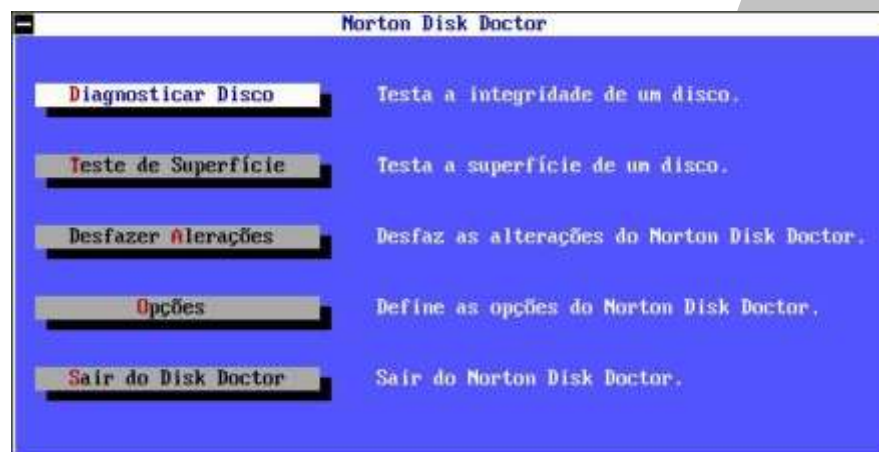 Norton Disk Doctor
Diagnosticar Disco Testa a integridade de um disco.
Teste de Superfície Testa a superfície de um disco.
Desfazer Alerações Desfaz as alterações do Norton Disk Doctor.
Opções Define as opções do Norton Disk Doctor.
Sair do Disk Doctor Sair do Norton Disk Doctor.